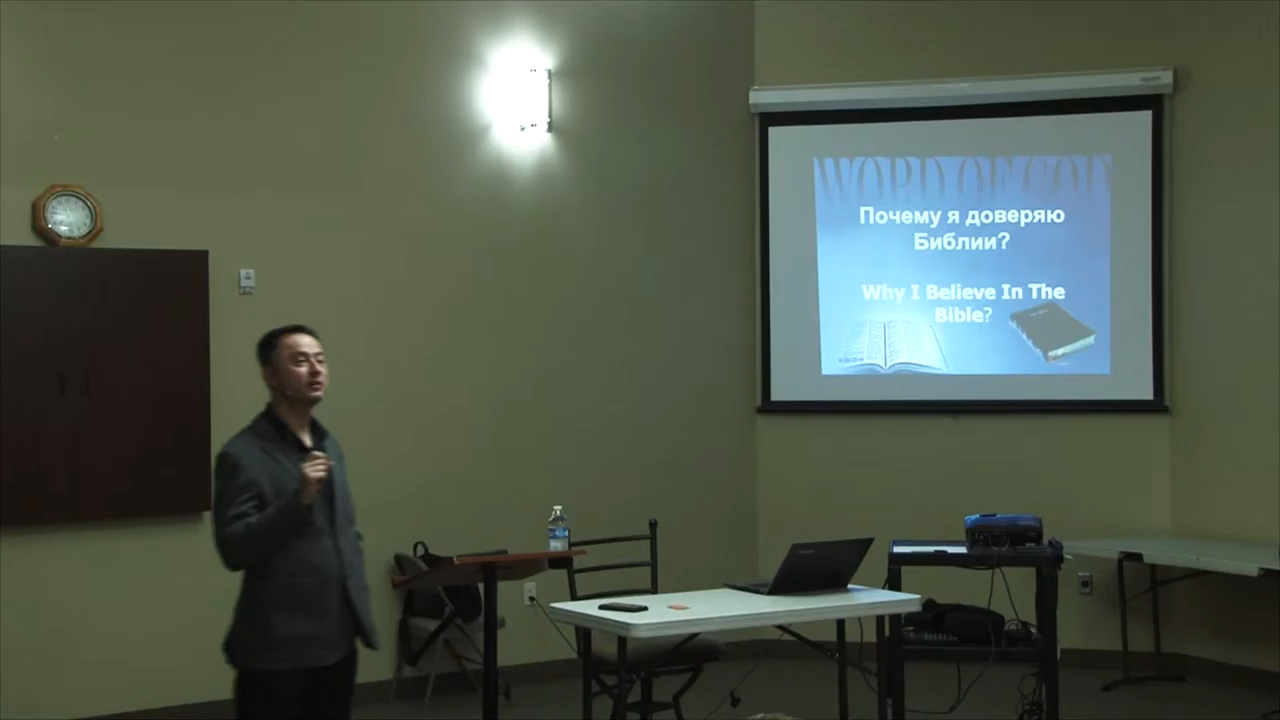 WORD OF GOD
Почему я доверяю
Библии?
Why I Believe In The
Bible?